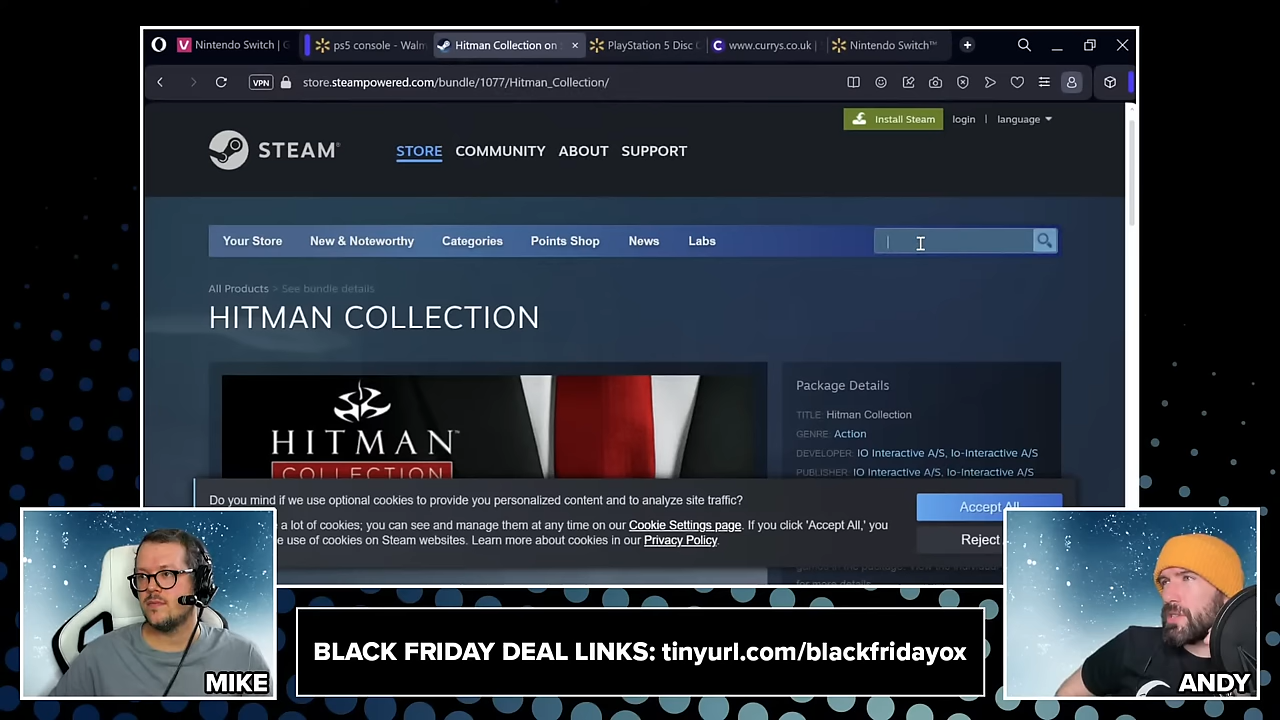 Nintendo Switch | G
ps5 console - Walm
Hitman Collection on
PlayStation 5 Disc C
www.currys.co.uk
Nintendo Switch™
VPN
store.steampowered.com/bundle/1077/Hitman_Collection/
Install Steam
login | language
STEAM®
STORE
COMMUNITY
ABOUT
SUPPORT
Your Store
New & Noteworthy
Categories
Points Shop
News
Labs
All Products > See bundle details
HITMAN COLLECTION
HITMAN™
COLLECTION
Package Details
TITLE: Hitman Collection
GENRE: Action
DEVELOPER: IO Interactive A/S, Io-Interactive A/S
PUBLISHER: IO Interactive A/S, Io-Interactive A/S
Do you mind if we use optional cookies to provide you personalized content and to analyze site traffic?
a lot of cookies; you can see and manage them at any time on our Cookie Settings page. If you click 'Accept All,' you
e use of cookies on Steam websites. Learn more about cookies in our Privacy Policy.
Accept All
Reject
for more details
MIKE
BLACK FRIDAY DEAL LINKS: tinyurl.com/blackfridayox
ANDY